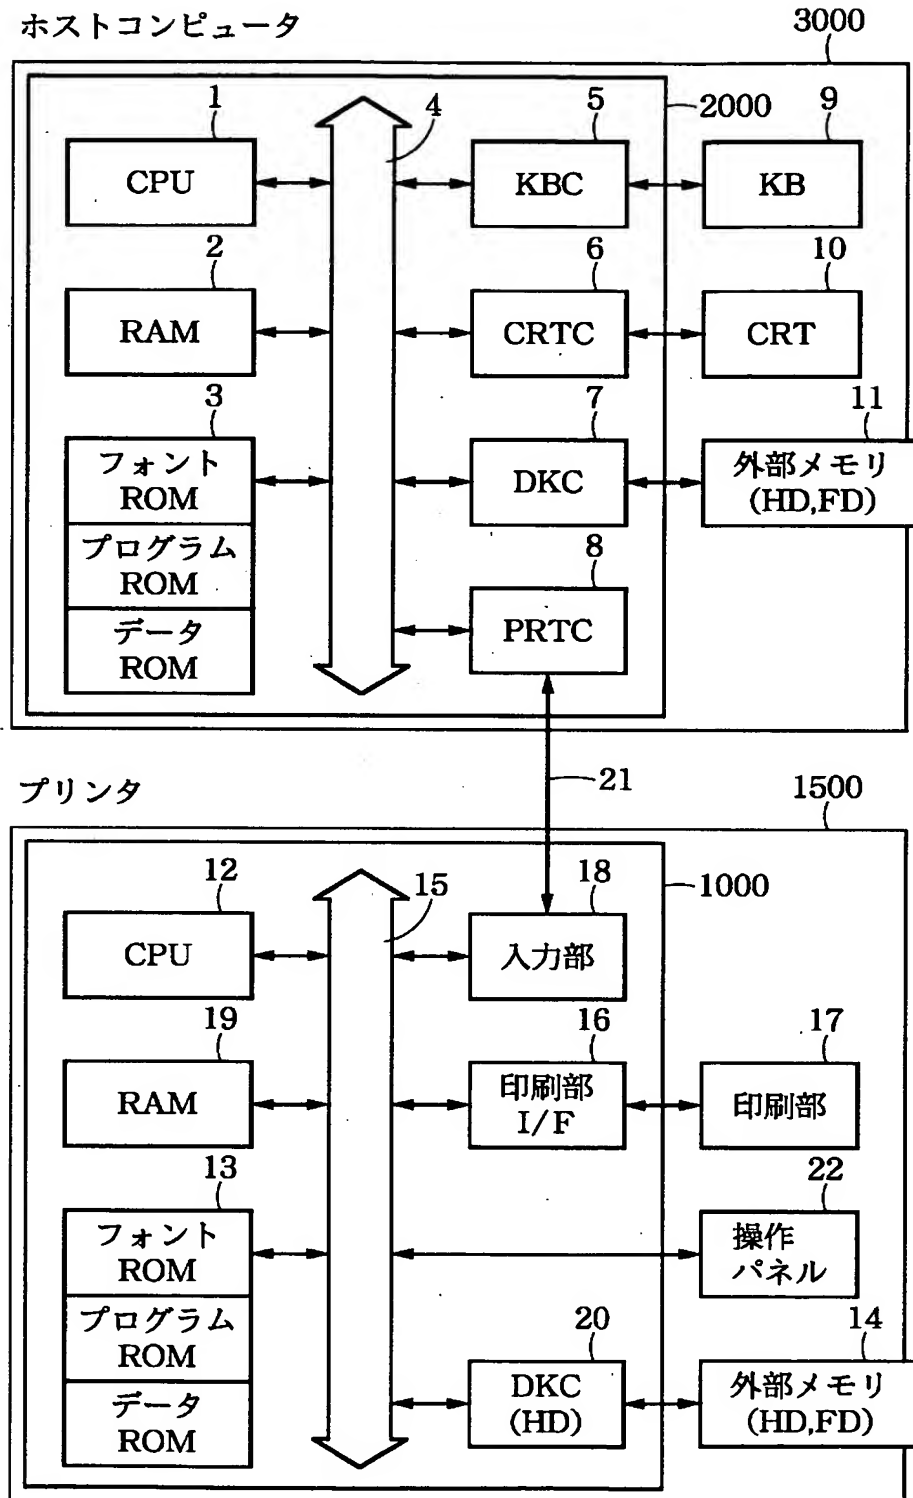 ホストコンピュータ
3000
1
4
5
2000
9
CPU
KBC
KB
2
6
10
RAM
CRTC
CRT
3
7
11
フォント
ROM
DKC
外部メモリ
(HD,FD)
プログラム
ROM
8
データ
ROM
PRTC
21
プリンタ
1500
12
15
18
1000
CPU
入力部
19
16
17
RAM
印刷部
I/F
印刷部
13
22
フォント
ROM
操作
パネル
プログラム
ROM
20
14
データ
ROM
DKC
(HD)
外部メモリ
(HD,FD)